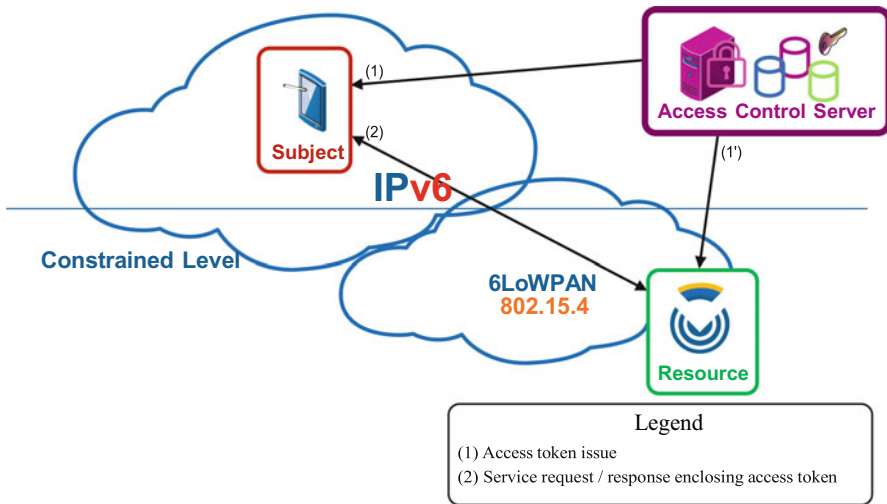 (1)
Access Control Server
(2)
Subject
(1')
IPv6
Constrained Level
6LoWPAN
802.15.4
Resource
Legend
(1) Access token issue
(2) Service request / response enclosing access token